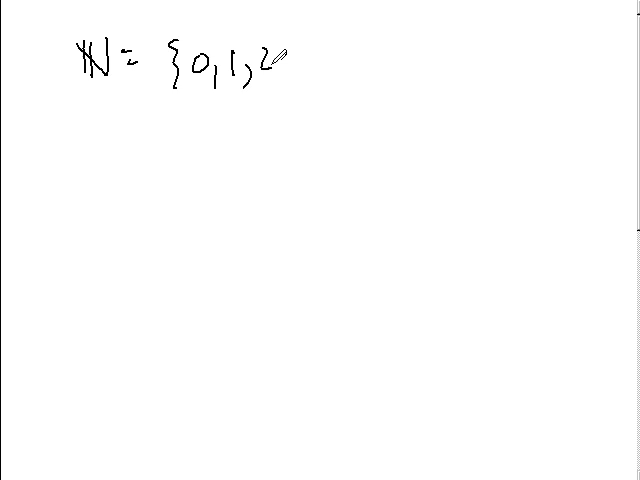 ℕ = {0,1,2